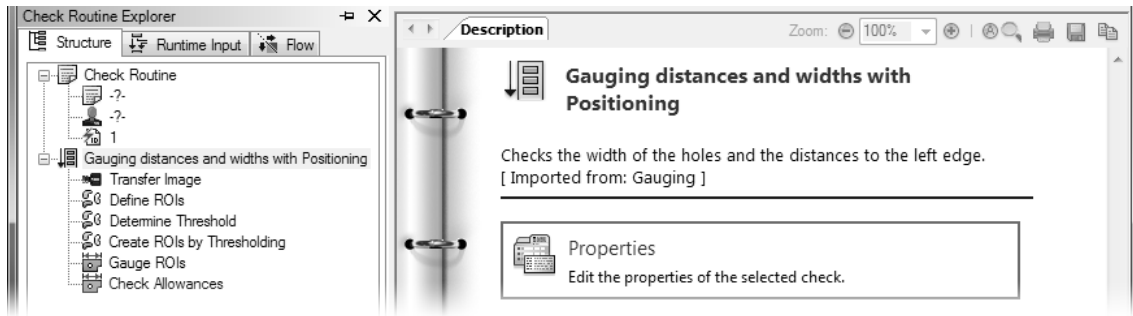 Check Routine Explorer
Structure
Runtime Input
Flow
Check Routine
-?-
-?-
1
Gauging distances and widths with Positioning
Transfer Image
Define ROIs
Determine Threshold
Create ROIs by Thresholding
Gauge ROIs
Check Allowances
Description
Zoom: 100%
Gauging distances and widths with
Positioning
Checks the width of the holes and the distances to the left edge.
[ Imported from: Gauging ]
Properties
Edit the properties of the selected check.